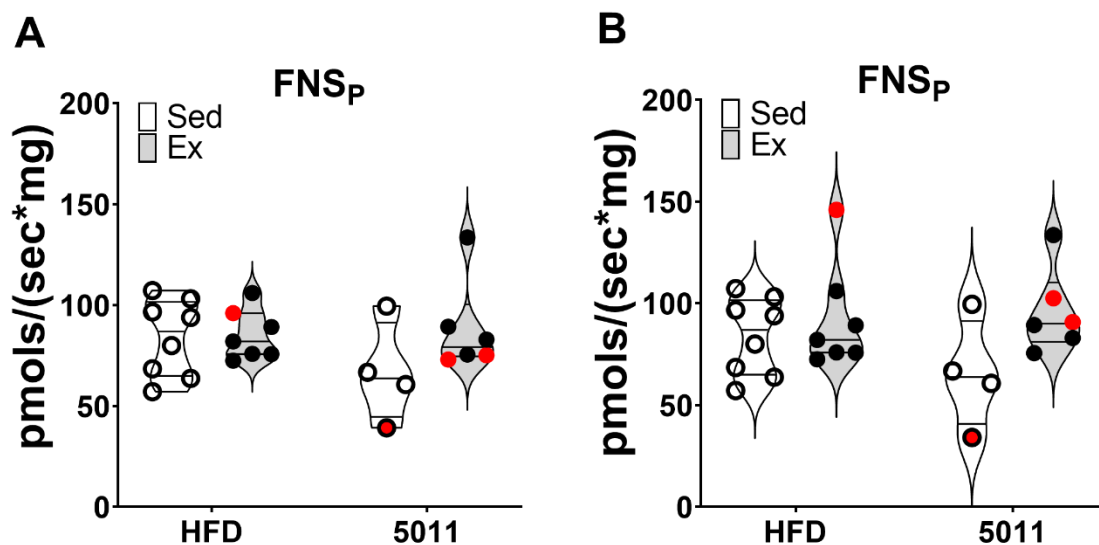 A
FNSP
pmols/(sec*mg)
200
150
100
50
0
Sed
Ex
HFD
5011
B
FNSP
pmols/(sec*mg)
200
150
100
50
0
Sed
Ex
HFD
5011